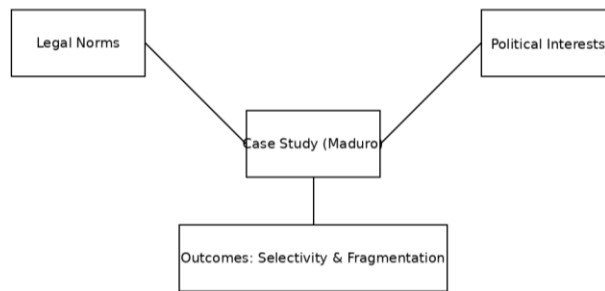 Legal Norms
Political Interests
Case Study (Maduro)
Outcomes: Selectivity & Fragmentation